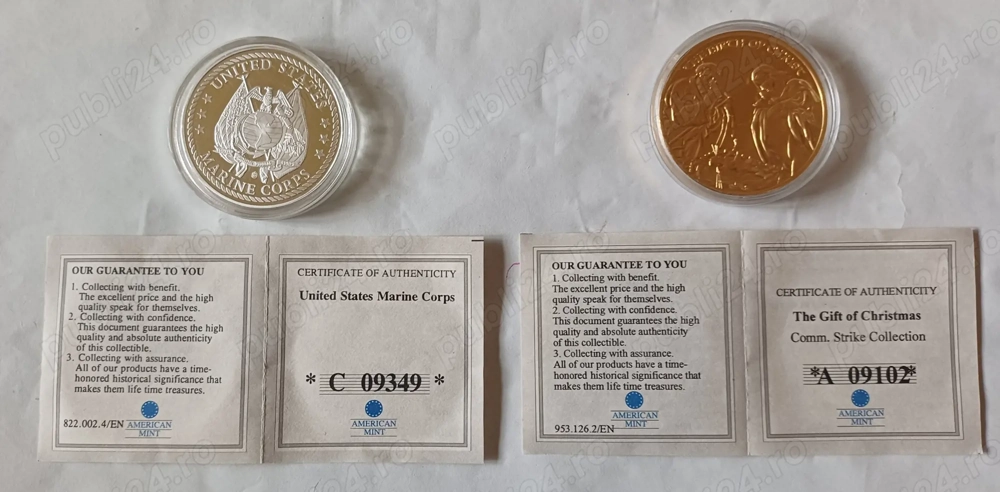 UNITED STATES
MARINE CORPS
THE BIRTH OF CHRIST
OUR GUARANTEE TO YOU
1. Collecting with benefit.
The excellent price and the high
quality speak for themselves.
2. Collecting with confidence.
This document guarantees the high
quality and absolute authenticity
of this collectible.
3. Collecting with assurance.
All of our products have a time-
honored historical significance that
makes them life time treasures.
822.002.4/EN
AMERICAN
MINT
CERTIFICATE OF AUTHENTICITY
United States Marine Corps
* C 09349 *
AMERICAN
MINT
OUR GUARANTEE TO YOU
1. Collecting with benefit.
The excellent price and the high
quality speak for themselves.
2. Collecting with confidence.
This document guarantees the high
quality and absolute authenticity
of this collectible.
3. Collecting with assurance.
All of our products have a time-
honored historical significance that
makes them life time treasures.
953.126.2/EN
AMERICAN
MINT
CERTIFICATE OF AUTHENTICITY
The Gift of Christmas
Comm. Strike Collection
*A 09102*
AMERICAN
MINT
publi24.ro